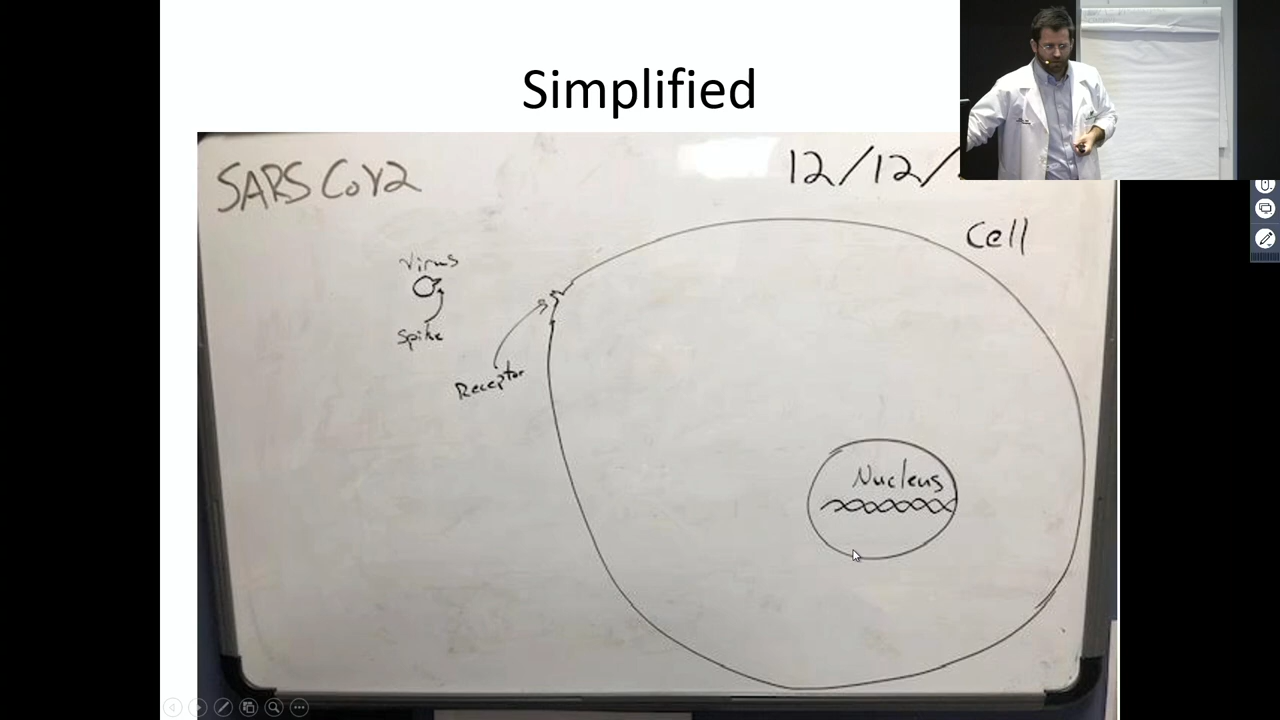 Simplified
SARS CoV2
12/12/
Cell
Virus
Spike
Receptor
Nucleus